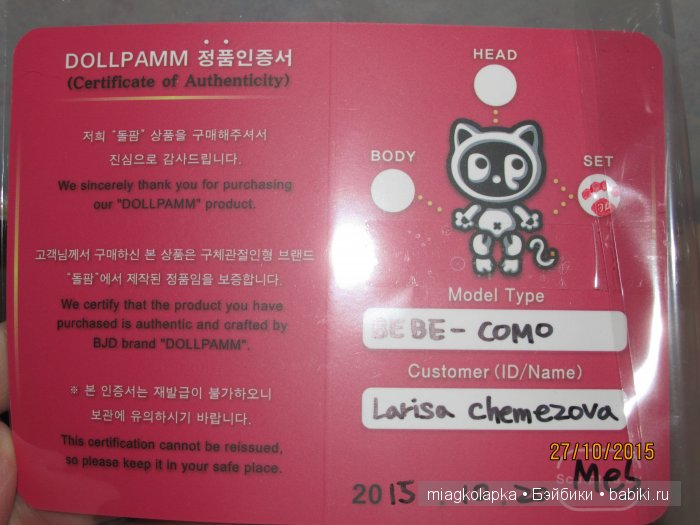 DOLLPAMM 정품인증서
(Certificate of Authenticity)
저희 "돌팜" 상품을 구매해주셔서
진심으로 감사드립니다.
We sincerely thank you for purchasing
our "DOLLPAMM" product.
고객님께서 구매하신 본 상품은 구체관절인형 브랜드
"돌팜"에서 제작된 정품임을 보증합니다.
We certify that the product you have
purchased is authentic and crafted by
BJD brand "DOLLPAMM".
※ 본 인증서는 재발급이 불가하오니
보관에 유의하시기 바랍니다.
This certification cannot be reissued,
so please keep it in your safe place.
HEAD
BODY
SET
D.P
Model Type
BEBE - COMO
Customer (ID/Name)
Larisa Chemezova
27/10/2015
Mel
2015
miagkolapka • Бэйбики • babiki.ru